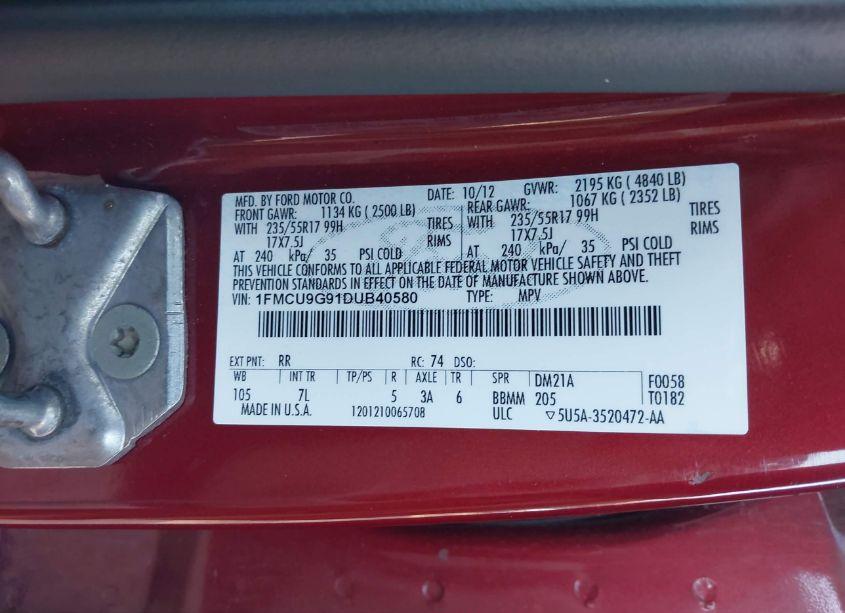 MFD. BY FORD MOTOR CO. DATE: 10/12 GVWR: 2195 KG ( 4840 LB)
FRONT GAWR: 1134 KG ( 2500 LB) REAR GAWR: 1067 KG ( 2352 LB)
WITH 235/55R17 99H TIRES WITH 235/55R17 99H TIRES
17X7.5J RIMS 17X7.5J RIMS
AT 240 kPa/ 35 PSI COLD AT 240 kPa/ 35 PSI COLD
THIS VEHICLE CONFORMS TO ALL APPLICABLE FEDERAL MOTOR VEHICLE SAFETY AND THEFT
PREVENTION STANDARDS IN EFFECT ON THE DATE OF MANUFACTURE SHOWN ABOVE.
VIN: 1FMCU9G91DUB40580 TYPE: MPV
EXT PNT: RR RC: 74 DSO:
WB INT TR TP/PS R AXLE TR SPR DM21A F0058
105 7L 5 3A 6 BBMM 205 T0182
MADE IN U.S.A. 1201210065708 ULC ▽5U5A-3520472-AA